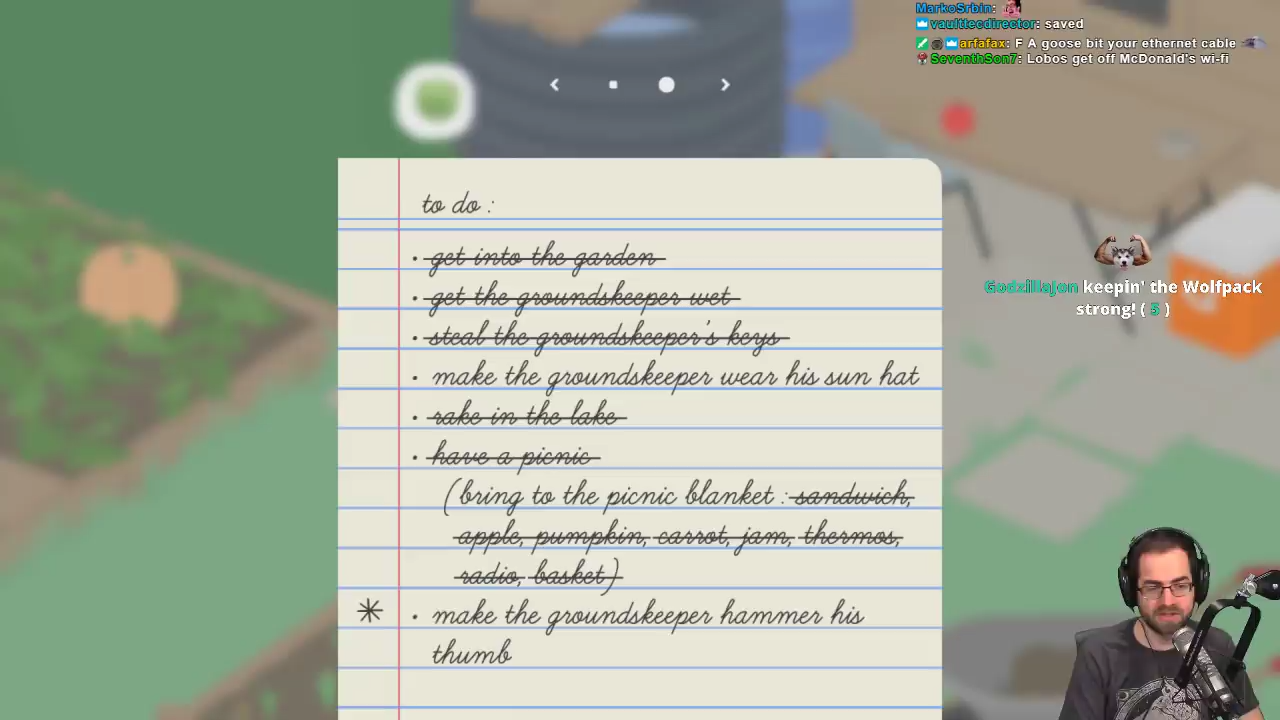 MarkoSrbin:
vaulttecdirector: saved
arfafax: F A goose bit your ethernet cable
SeventhSon7: Lobos get off McDonald's wi-fi
to do :
• get into the garden
• get the groundskeeper wet
• steal the groundskeeper's keys
• make the groundskeeper wear his sun hat
• rake in the lake
• have a picnic
(bring to the picnic blanket : sandwich,
apple, pumpkin, carrot, jam, thermos,
radio, basket)
• make the groundskeeper hammer his
thumb
GodzillaJon keepin' the Wolfpack
strong! ( 5 )